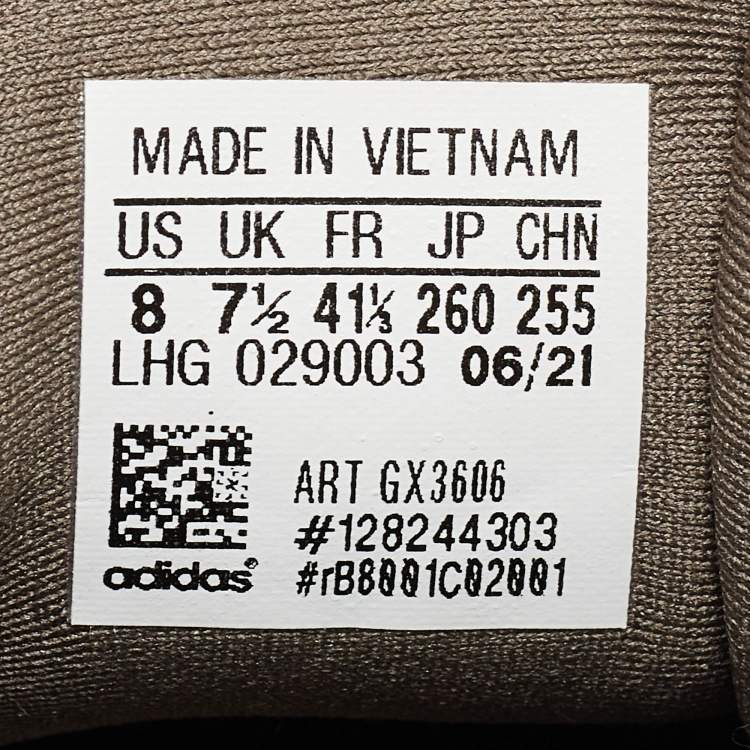 MADE IN VIETNAM
US UK FR JP CHN
8 7½ 41⅓ 260 255
LHG 029003 06/21
ART GX3606
#128244303
adidas® #rB8001C02001